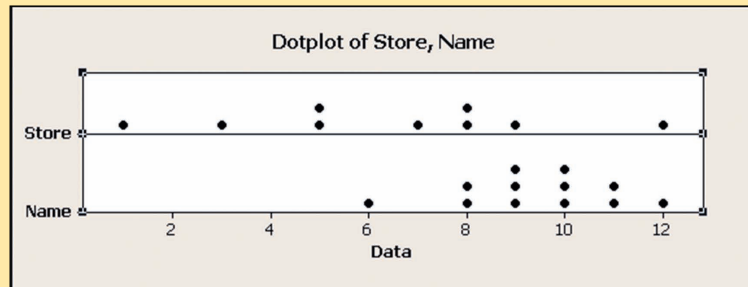 Dotplot of Store, Name
Store
Name
2 4 6 8 10 12
Data